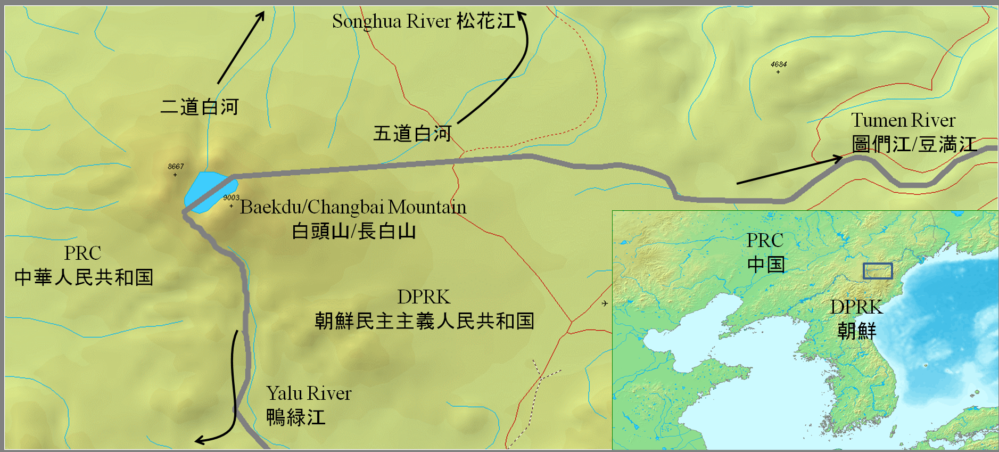 Songhua River 松花江
4684
二道白河
五道白河
Tumen River
圖們江/豆満江
8667
9003
Baekdu/Changbai Mountain
白頭山/長白山
PRC
中華人民共和国
DPRK
朝鮮民主主義人民共和国
Yalu River
鴨緑江
PRC
中国
DPRK
朝鮮